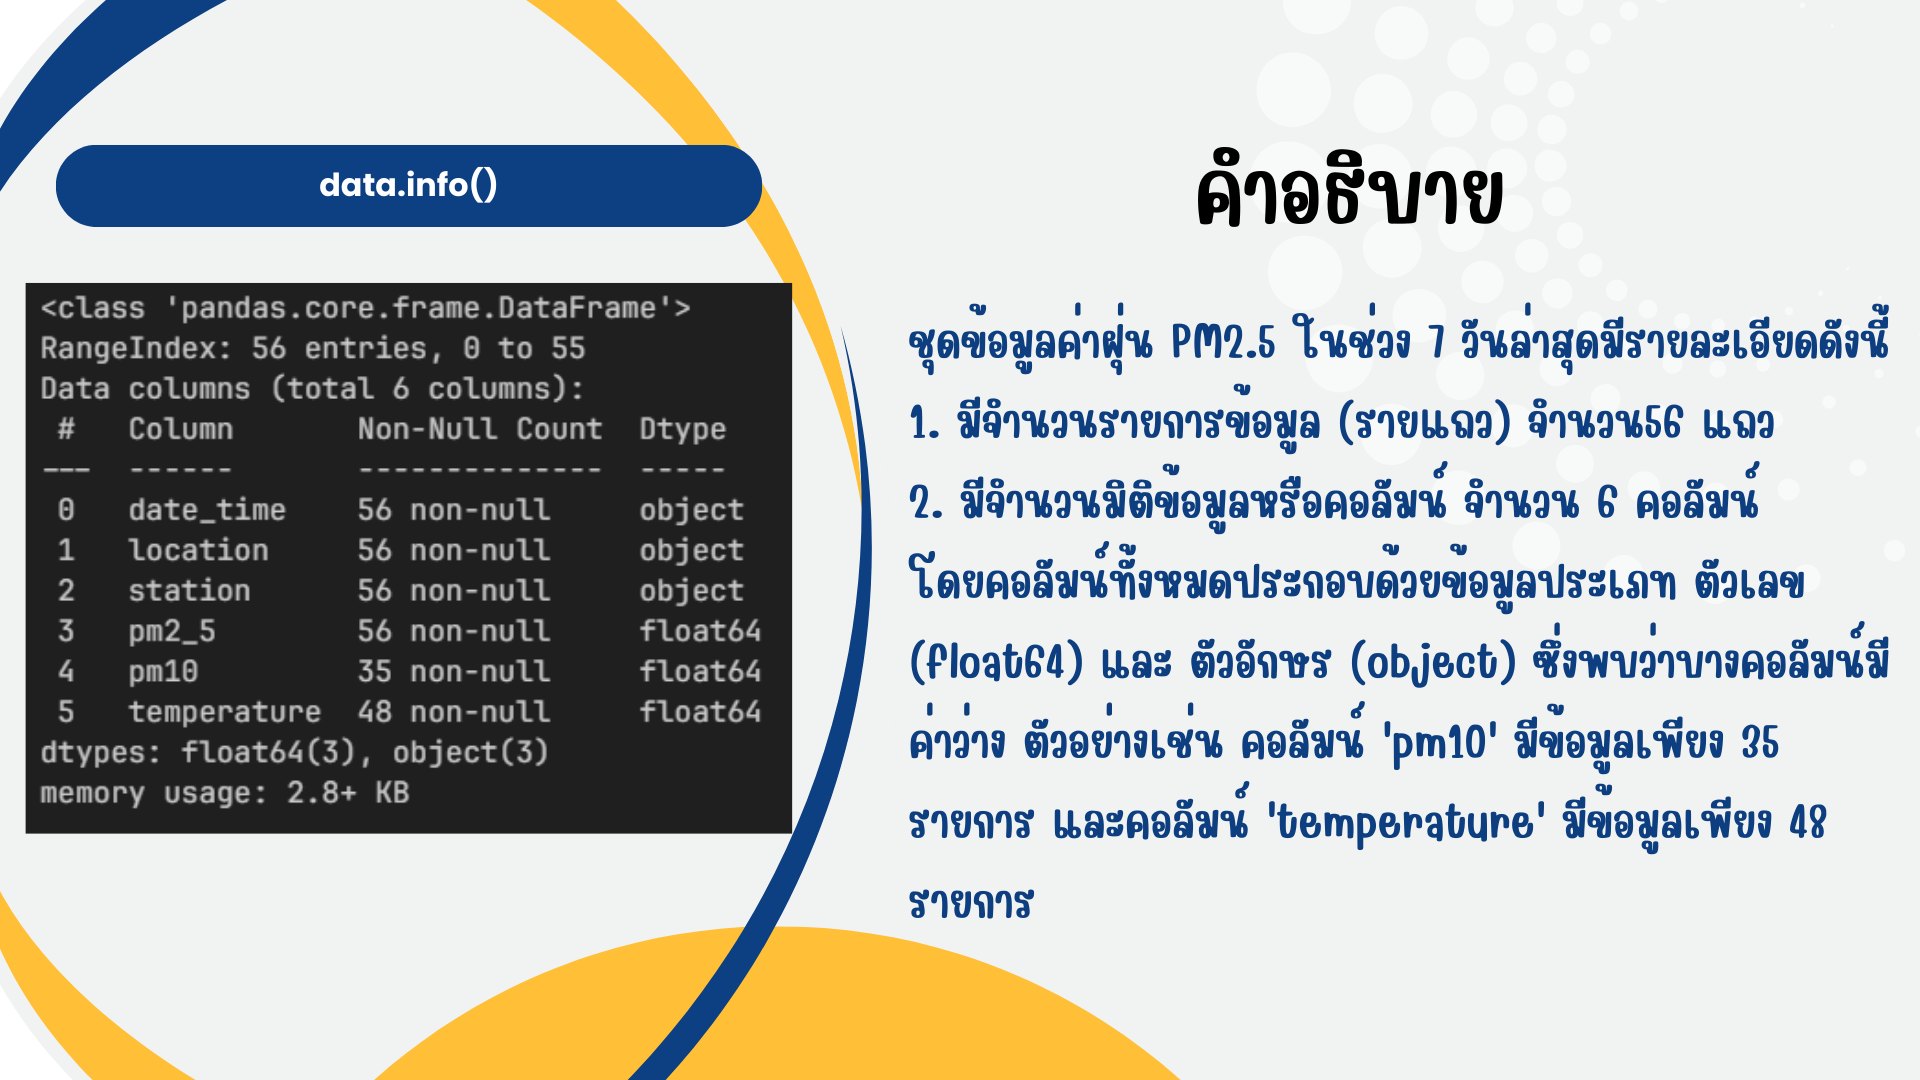 data.info()
<class 'pandas.core.frame.DataFrame'>
RangeIndex: 56 entries, 0 to 55
Data columns (total 6 columns):
 #   Column       Non-Null Count  Dtype
---  ------       --------------  -----
 0   date_time    56 non-null     object
 1   location     56 non-null     object
 2   station      56 non-null     object
 3   pm2_5        56 non-null     float64
 4   pm10         35 non-null     float64
 5   temperature  48 non-null     float64
dtypes: float64(3), object(3)
memory usage: 2.8+ KB
คำอธิบาย
ชุดข้อมูลค่าฝุ่น PM2.5 ในช่วง 7 วันล่าสุดมีรายละเอียดดังนี้
1. มีจำนวนรายการข้อมูล (รายแถว) จำนวน56 แถว
2. มีจำนวนมิติข้อมูลหรือคอลัมน์ จำนวน 6 คอลัมน์
โดยคอลัมน์ทั้งหมดประกอบด้วยข้อมูลประเภท ตัวเลข
(float64) และ ตัวอักษร (object) ซึ่งพบว่าบางคอลัมน์มี
ค่าว่าง ตัวอย่างเช่น คอลัมน์ 'pm10' มีข้อมูลเพียง 35
รายการ และคอลัมน์ 'temperature' มีข้อมูลเพียง 48
รายการ